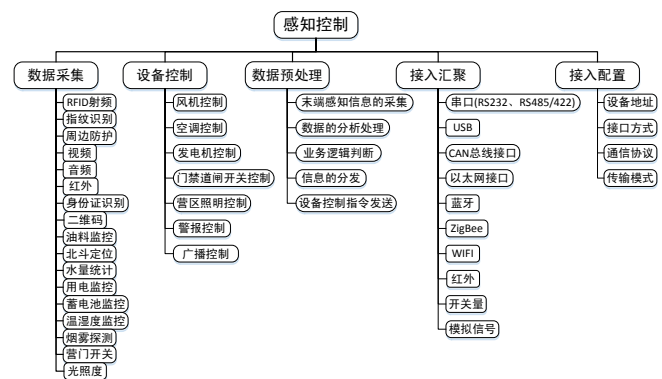 感知控制
数据采集
RFID射频
指纹识别
周边防护
视频
音频
红外
身份证识别
二维码
油料监控
北斗定位
水量统计
用电监控
蓄电池监控
温湿度监控
烟雾探测
营门开关
光照度
设备控制
风机控制
空调控制
发电机控制
门禁道闸开关控制
营区照明控制
警报控制
广播控制
数据预处理
末端感知信息的采集
数据的分析处理
业务逻辑判断
信息的分发
设备控制指令发送
接入汇聚
串口(RS232、RS485/422)
USB
CAN总线接口
以太网接口
蓝牙
ZigBee
WIFI
红外
开关量
模拟信号
接入配置
设备地址
接口方式
通信协议
传输模式